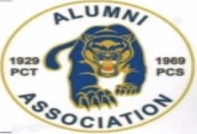 ALUMNI
1929 1969
PCT PCS
ASSOCIATION